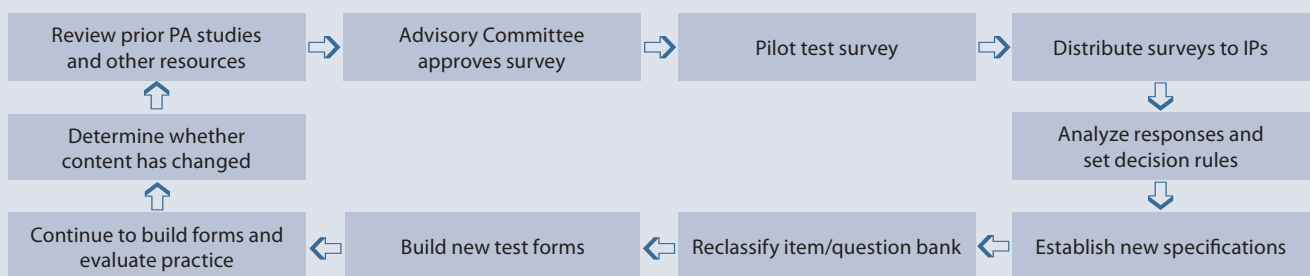 Review prior PA studies
and other resources
Advisory Committee
approves survey
Pilot test survey
Distribute surveys to IPs
Analyze responses and
set decision rules
Establish new specifications
Reclassify item/question bank
Build new test forms
Continue to build forms and
evaluate practice
Determine whether
content has changed